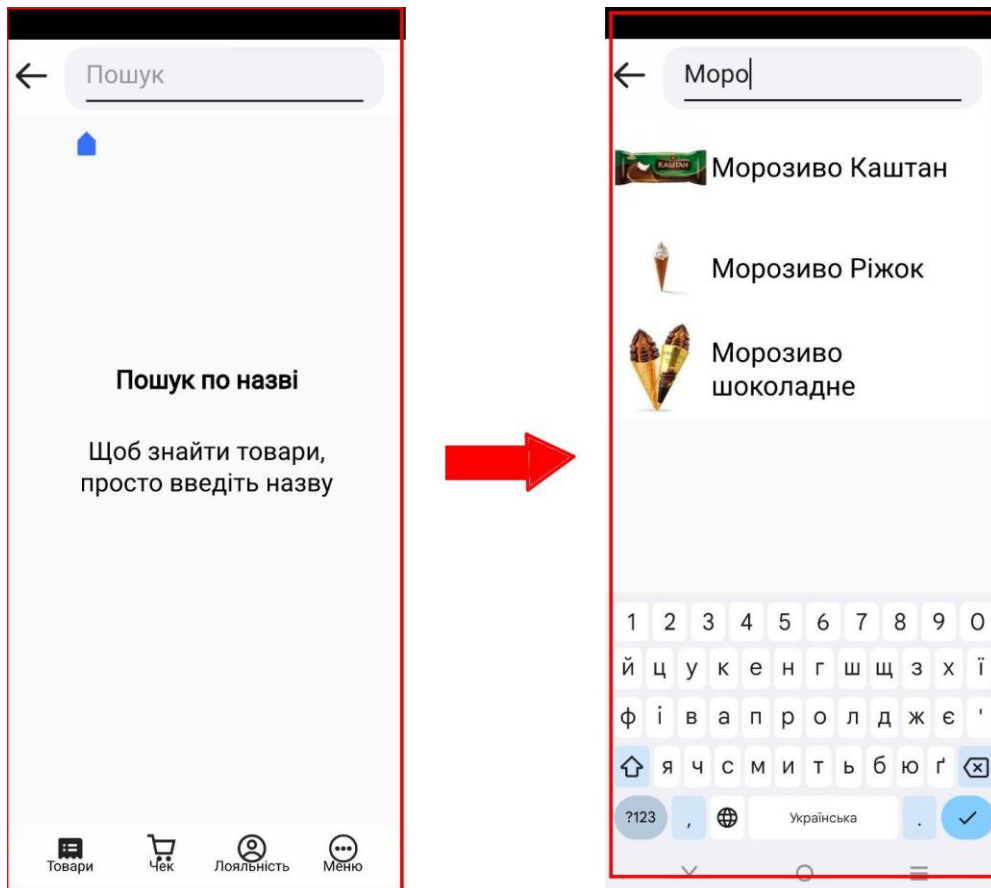 Пошук
Пошук по назві
Щоб знайти товари,
просто введіть назву
Товари
Чек
Лояльність
Меню
Моро
КАШТАН
Морозиво Каштан
Морозиво Ріжок
Морозиво
шоколадне
1 2 3 4 5 6 7 8 9 0
й ц у к е н г ш щ з х ї
ф і в а п р о л д ж є '
я ч с м и т ь б ю ґ
?123 , Українська .